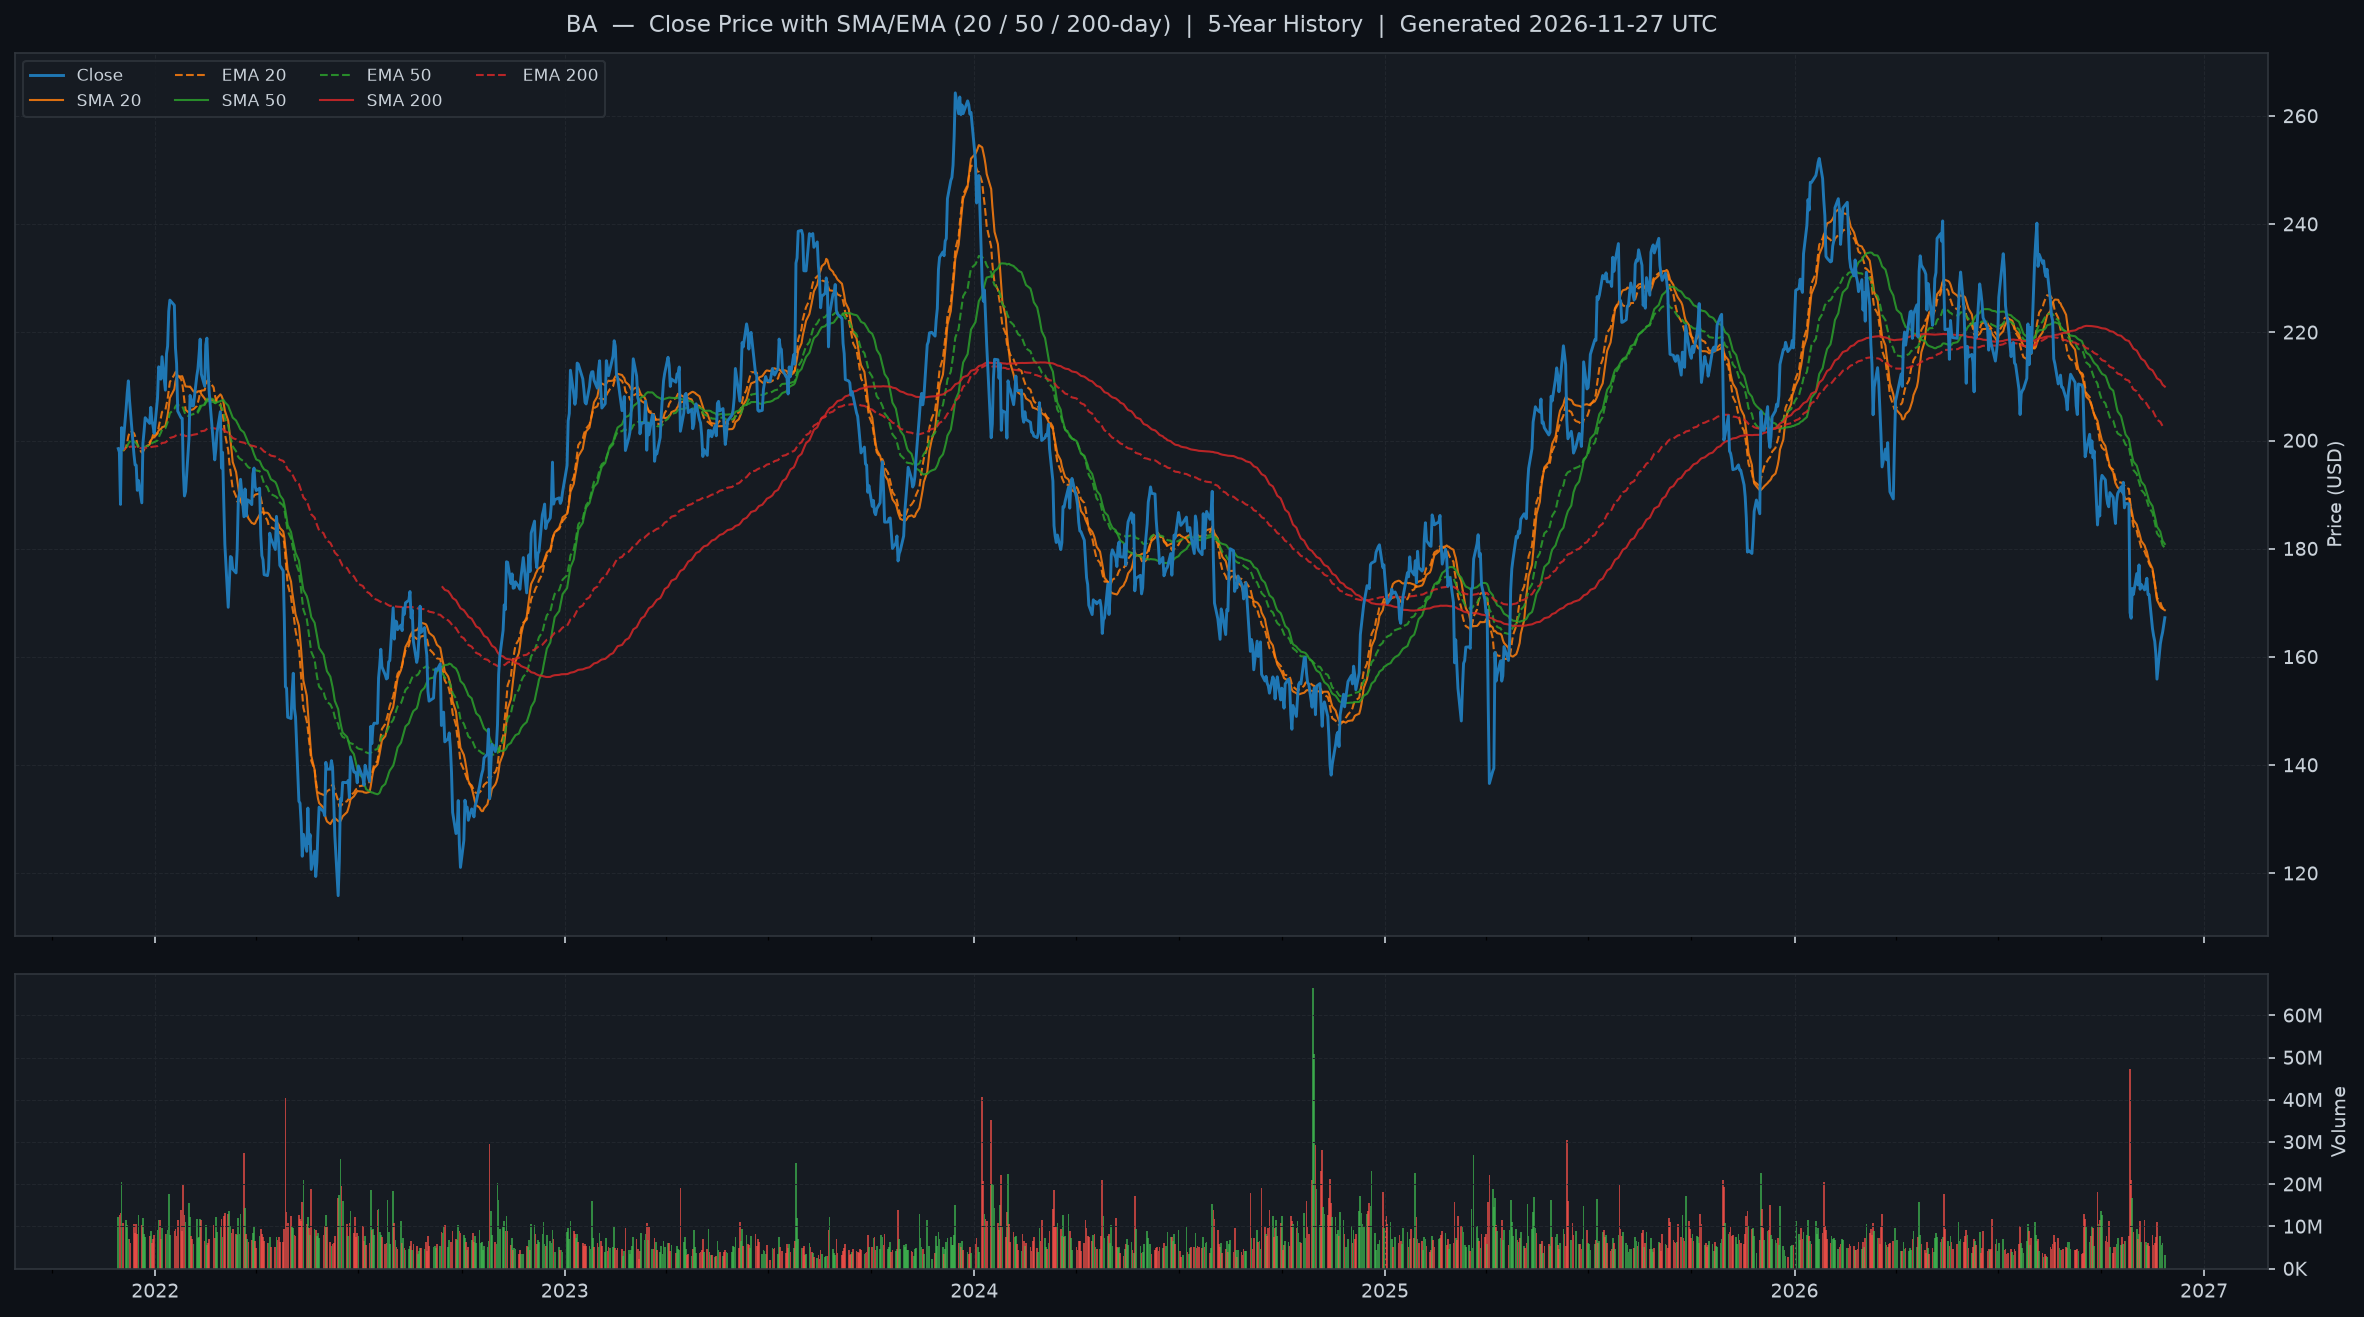 BA — Close Price with SMA/EMA (20 / 50 / 200-day) | 5-Year History | Generated 2026-11-27 UTC
Close EMA 20 EMA 50 EMA 200
SMA 20 SMA 50 SMA 200
260
240
220
200
180
160
140
120
Price (USD)
60M
50M
40M
30M
20M
10M
0K
Volume
2022 2023 2024 2025 2026 2027